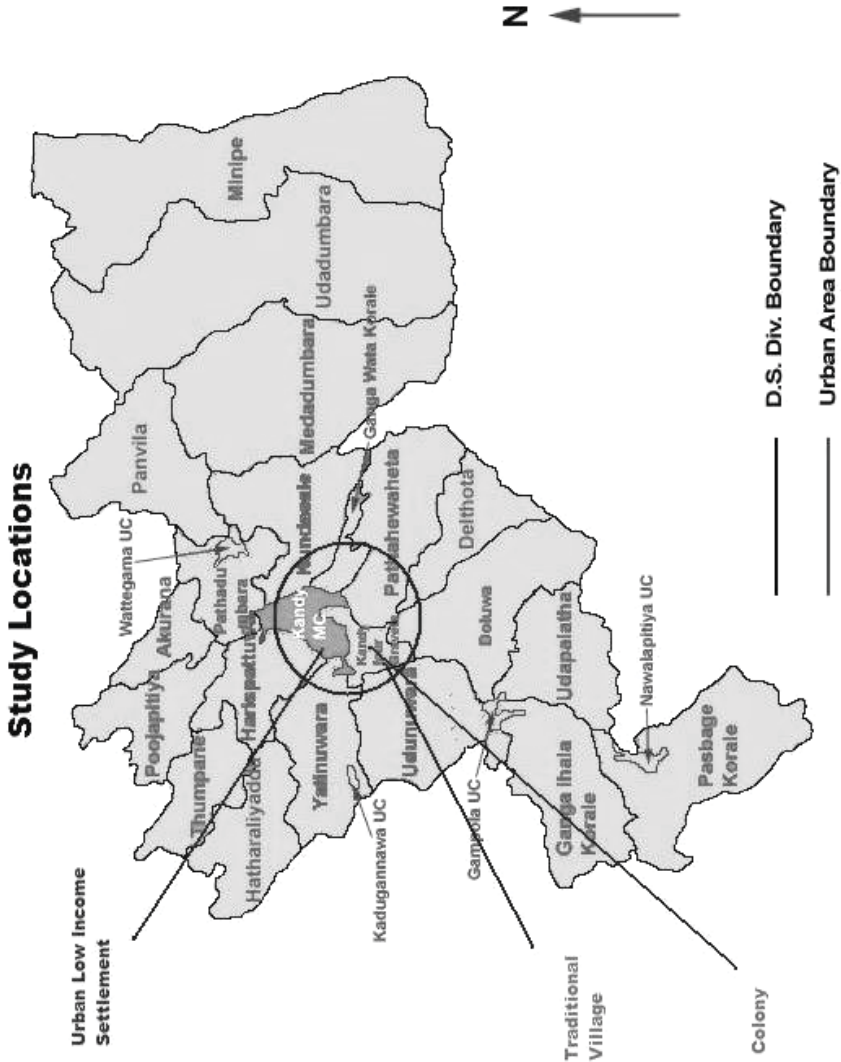 Study Locations
N
Urban Low Income
Settlement
Traditional
Village
Colony
Wattegama UC
Panvila
Minipe
Udadumbara
Medadumbara
Ganga Wata Korale
Kundasale
Pathadu
Akurana
Poojapitiya
Thumpane
Hatharaliyadda
Yatinuwara
Kandy
MC
Kandy
Pathahewaheta
Delthota
Doluwa
Udunuwara
Kadugannawa UC
Gampola UC
Udapalatha
Ganga Ihala
Korale
Nawalapitiya UC
Pasbage
Korale
D.S. Div. Boundary
Urban Area Boundary